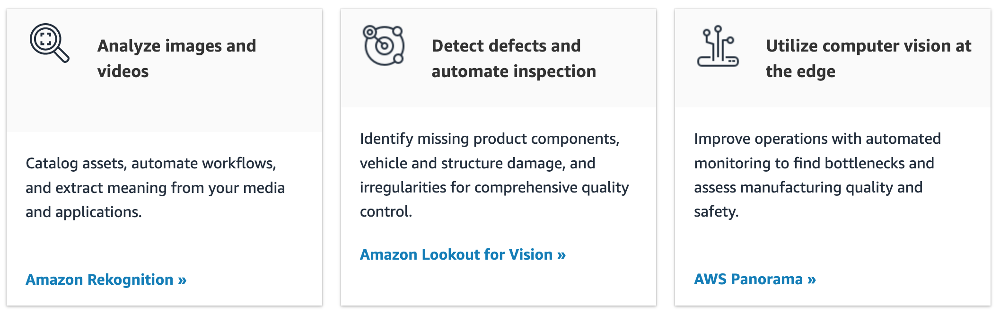 Analyze images and
videos
Catalog assets, automate workflows,
and extract meaning from your media
and applications.
Amazon Rekognition »
Detect defects and
automate inspection
Identify missing product components,
vehicle and structure damage, and
irregularities for comprehensive quality
control.
Amazon Lookout for Vision »
Utilize computer vision at
the edge
Improve operations with automated
monitoring to find bottlenecks and
assess manufacturing quality and
safety.
AWS Panorama »